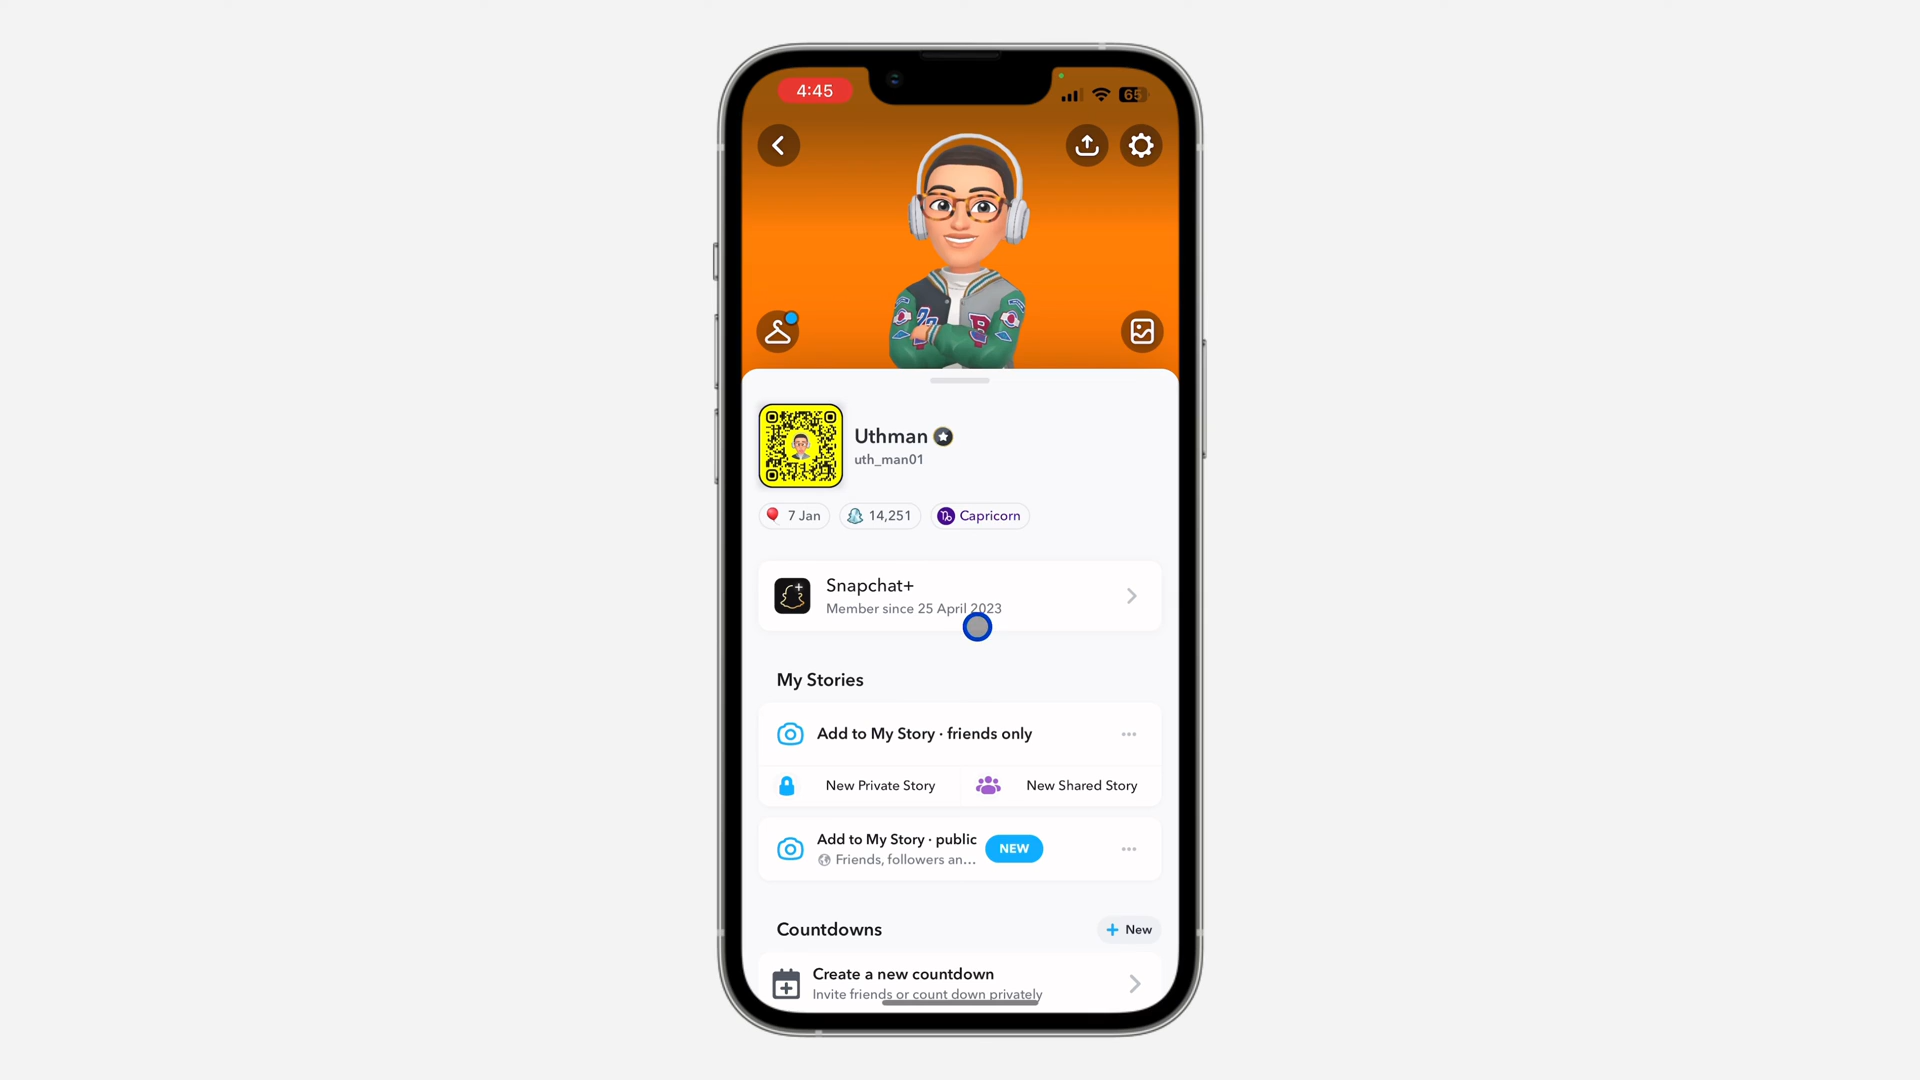 4:45
65
Uthman
uth_man01
7 Jan
14,251
Capricorn
Snapchat+
Member since 25 April 2023
My Stories
Add to My Story · friends only
New Private Story
New Shared Story
Add to My Story · public
NEW
Friends, followers an...
Countdowns
+ New
Create a new countdown
Invite friends or count down privately